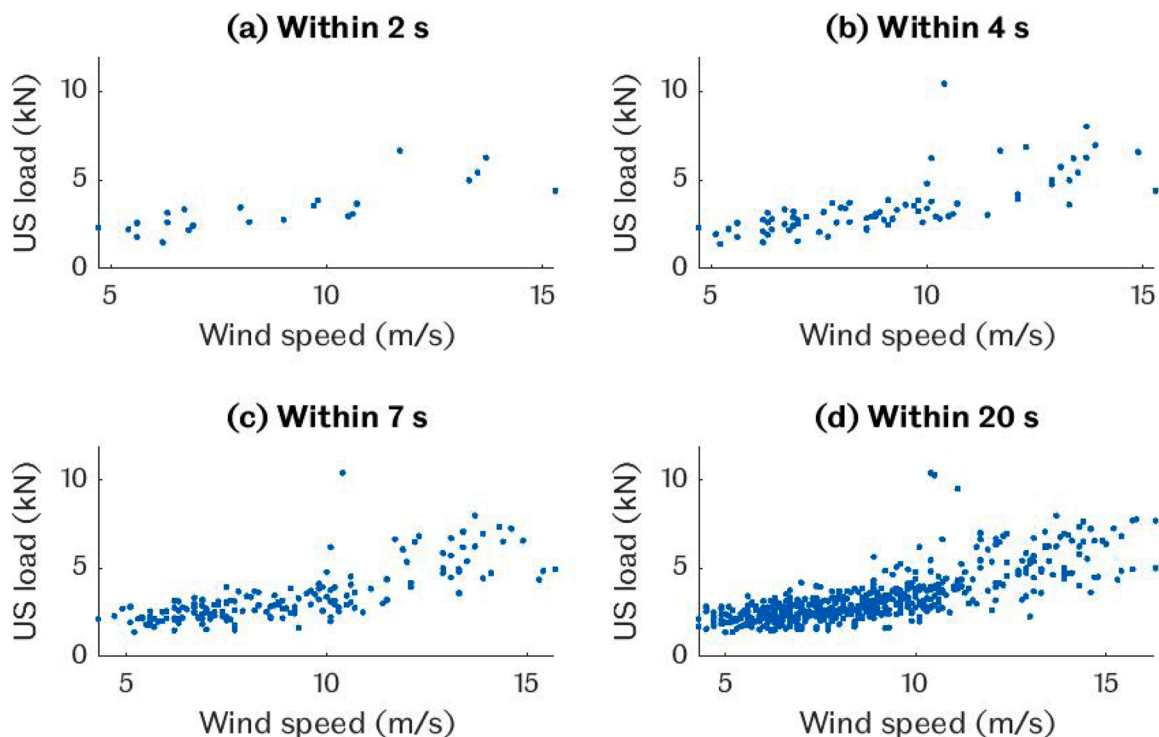 (a) Within 2 s
US load (kN)
10
5
0
5 10 15
Wind speed (m/s)
(b) Within 4 s
US load (kN)
10
5
0
5 10 15
Wind speed (m/s)
(c) Within 7 s
US load (kN)
10
5
0
5 10 15
Wind speed (m/s)
(d) Within 20 s
US load (kN)
10
5
0
5 10 15
Wind speed (m/s)